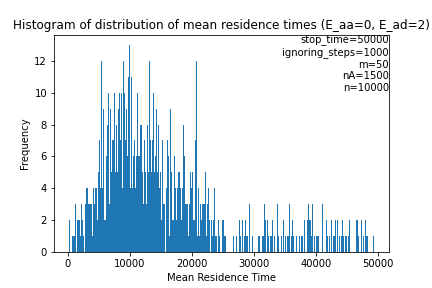 Histogram of distribution of mean residence times (E_aa=0, E_ad=2)
stop_time=50000
ignoring_steps=1000
m=50
nA=1500
n=10000
12
10
8
6
4
2
0
Frequency
0 10000 20000 30000 40000 50000
Mean Residence Time